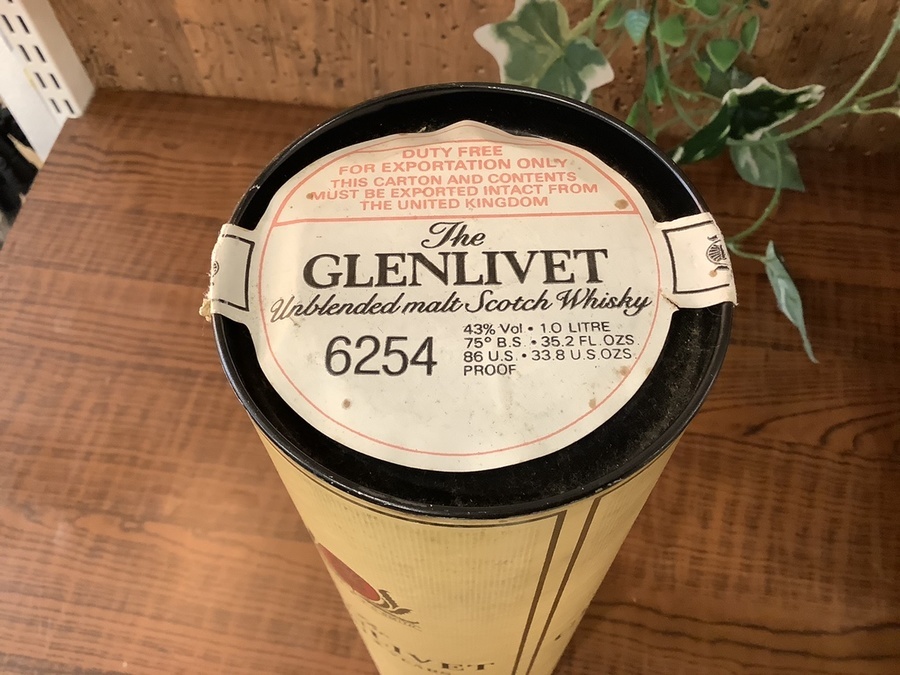 DUTY FREE
FOR EXPORTATION ONLY
THIS CARTON AND CONTENTS
MUST BE EXPORTED INTACT FROM
THE UNITED KINGDOM
The
GLENLIVET
Unblended malt Scotch Whisky
6254
43% Vol • 1.0 LITRE
75° B.S. • 35.2 FL.OZS.
86 U.S. • 33.8 U.S.OZS.
PROOF